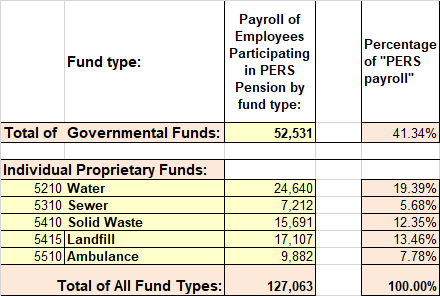 Fund type: Payroll of Employees Participating in PERS Pension by fund type: Percentage of "PERS payroll"
Total of Governmental Funds: 52,531 41.34%
Individual Proprietary Funds:
5210 Water 24,640 19.39%
5310 Sewer 7,212 5.68%
5410 Solid Waste 15,691 12.35%
5415 Landfill 17,107 13.46%
5510 Ambulance 9,882 7.78%
Total of All Fund Types: 127,063 100.00%